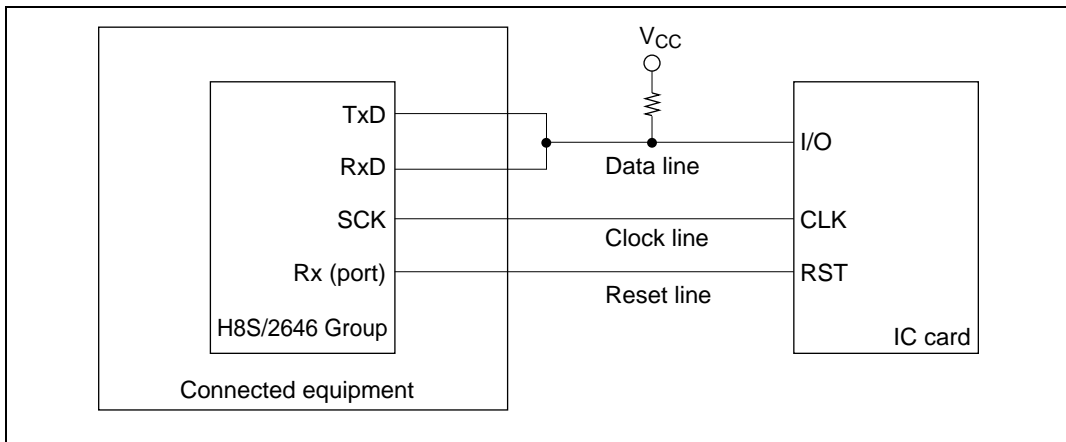 V_CC
TxD
RxD
SCK
Rx (port)
H8S/2646 Group
Connected equipment
Data line
Clock line
Reset line
I/O
CLK
RST
IC card